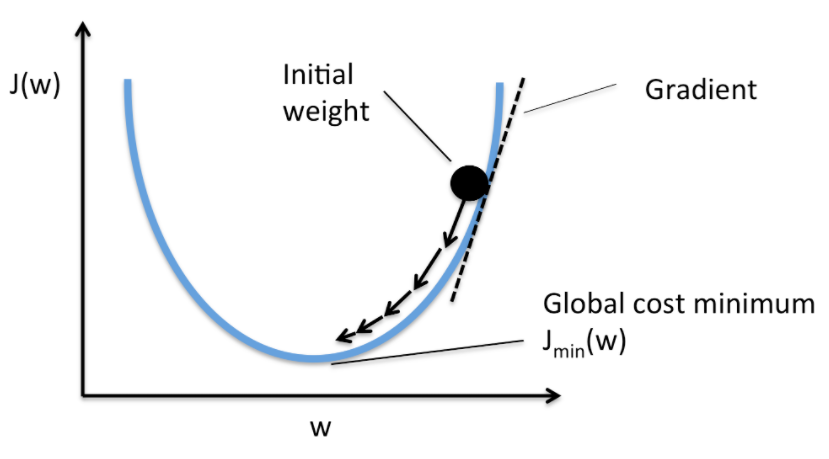 J(w)
Initial
weight
Gradient
Global cost minimum
Jmin(w)
w